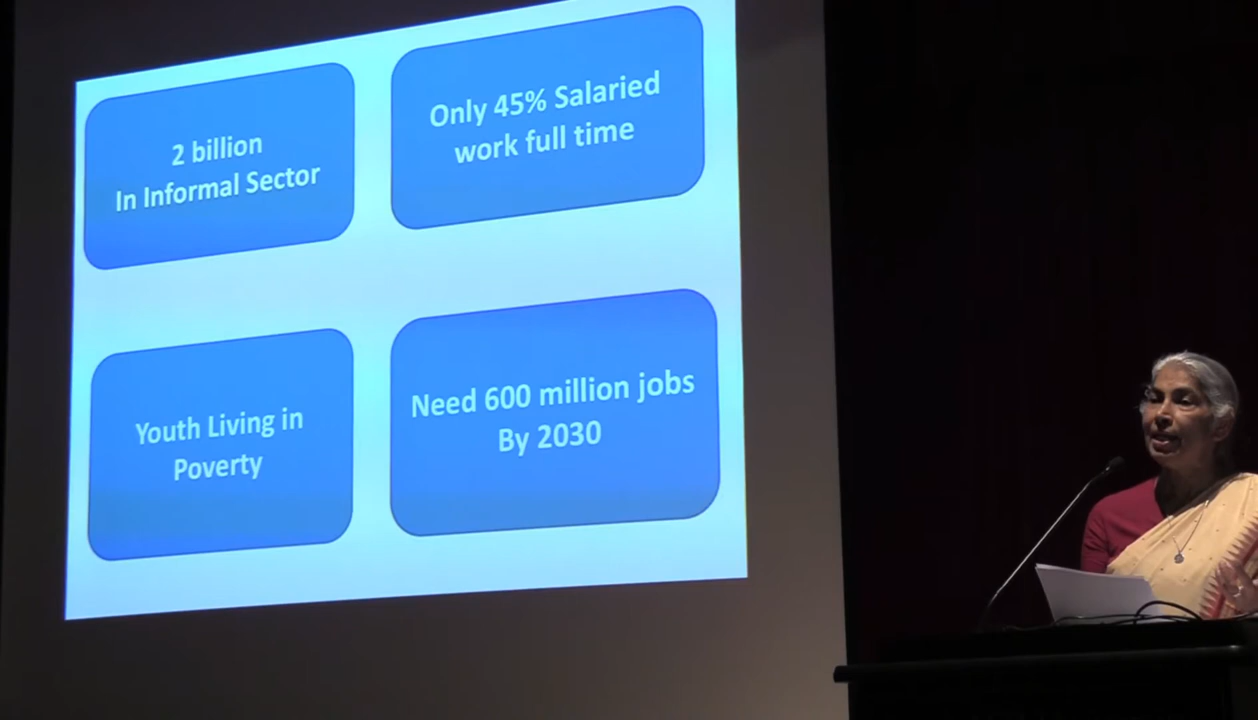 2 billion
In Informal Sector
Only 45% Salaried
work full time
Youth Living in
Poverty
Need 600 million jobs
By 2030